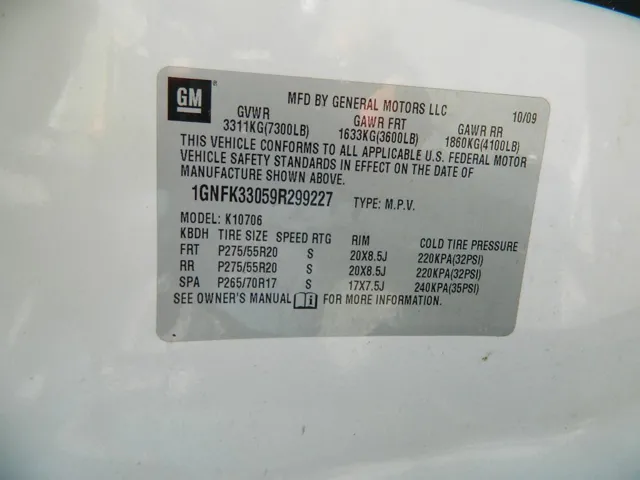 GM
MFD BY GENERAL MOTORS LLC 10/09
GVWR GAWR FRT GAWR RR
3311KG(7300LB) 1633KG(3600LB) 1860KG(4100LB)
THIS VEHICLE CONFORMS TO ALL APPLICABLE U.S. FEDERAL MOTOR
VEHICLE SAFETY STANDARDS IN EFFECT ON THE DATE OF
MANUFACTURE SHOWN ABOVE.
1GNFK33059R299227 TYPE: M.P.V.
MODEL: K10706
KBDH TIRE SIZE SPEED RTG RIM COLD TIRE PRESSURE
FRT P275/55R20 S 20X8.5J 220KPA(32PSI)
RR P275/55R20 S 20X8.5J 220KPA(32PSI)
SPA P265/70R17 S 17X7.5J 240KPA(35PSI)
SEE OWNER'S MANUAL FOR MORE INFORMATION.